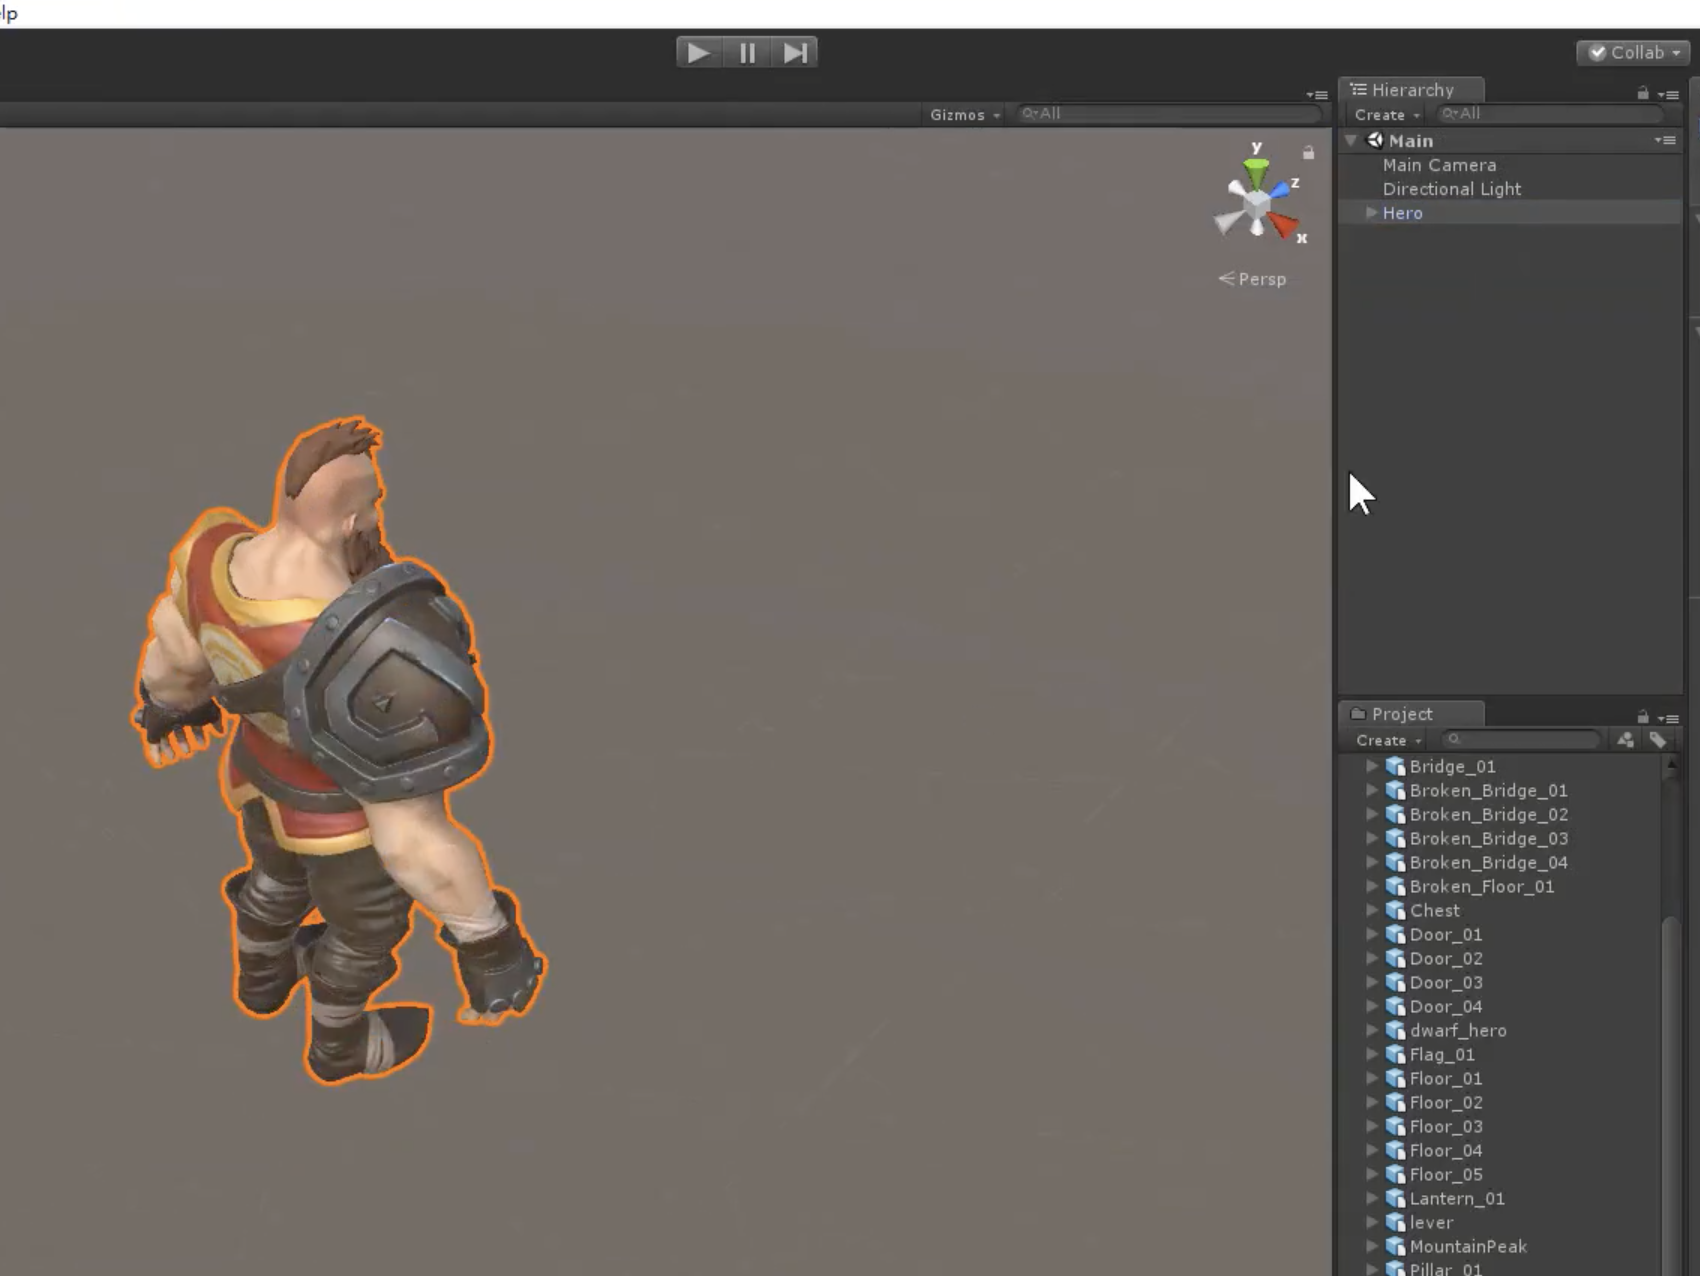 lp
Collab
Hierarchy
Gizmos
All
Create
All
Main
Main Camera
Directional Light
Hero
y
z
x
Persp
Project
Create
Bridge_01
Broken_Bridge_01
Broken_Bridge_02
Broken_Bridge_03
Broken_Bridge_04
Broken_Floor_01
Chest
Door_01
Door_02
Door_03
Door_04
dwarf_hero
Flag_01
Floor_01
Floor_02
Floor_03
Floor_04
Floor_05
Lantern_01
lever
MountainPeak
Pillar_01